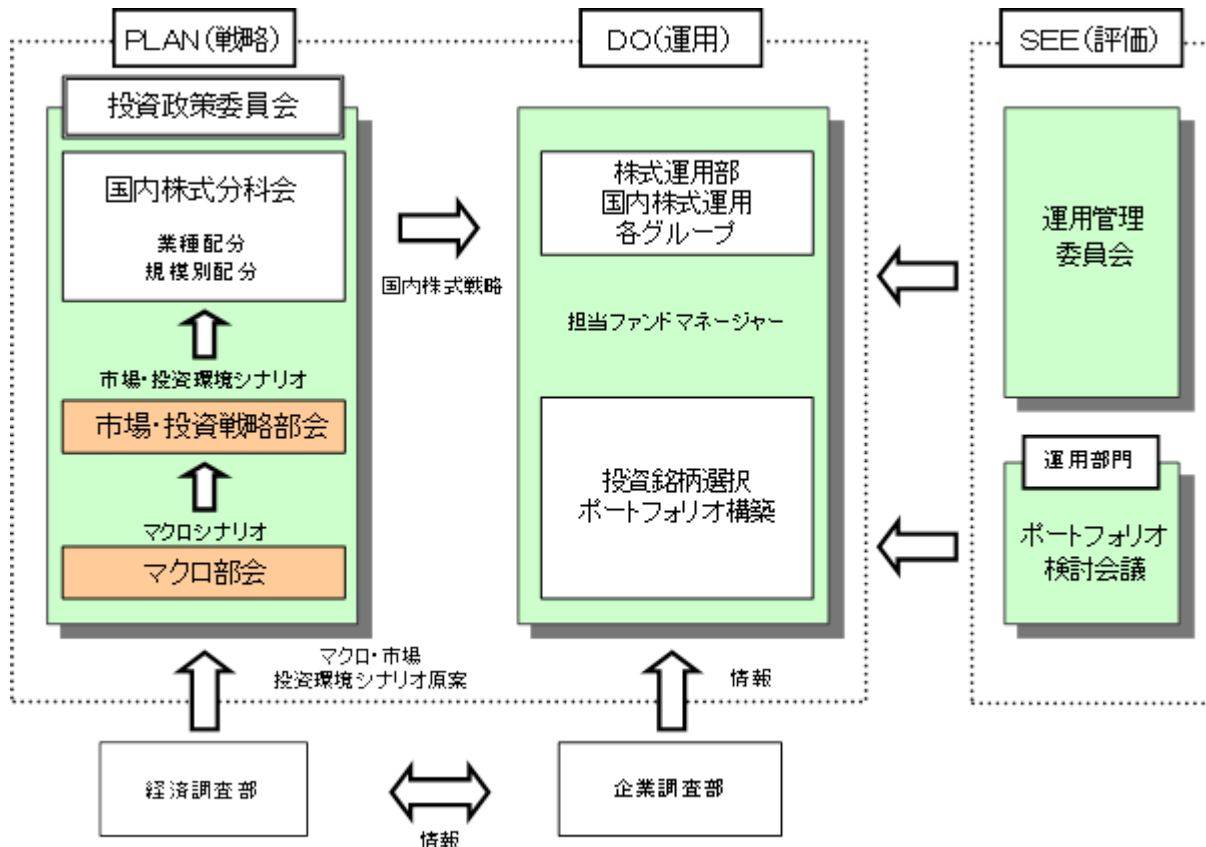 PLAN(戦略)
DO(運用)
SEE(評価)
投資政策委員会
国内株式分科会
業種配分
規模別配分
市場・投資環境シナリオ
市場・投資戦略部会
マクロシナリオ
マクロ部会
国内株式戦略
株式運用部
国内株式運用
各グループ
担当ファンドマネージャー
投資銘柄選択
ポートフォリオ構築
運用管理
委員会
運用部門
ポートフォリオ
検討会議
マクロ・市場
投資環境シナリオ原案
情報
経済調査部
企業調査部
情報